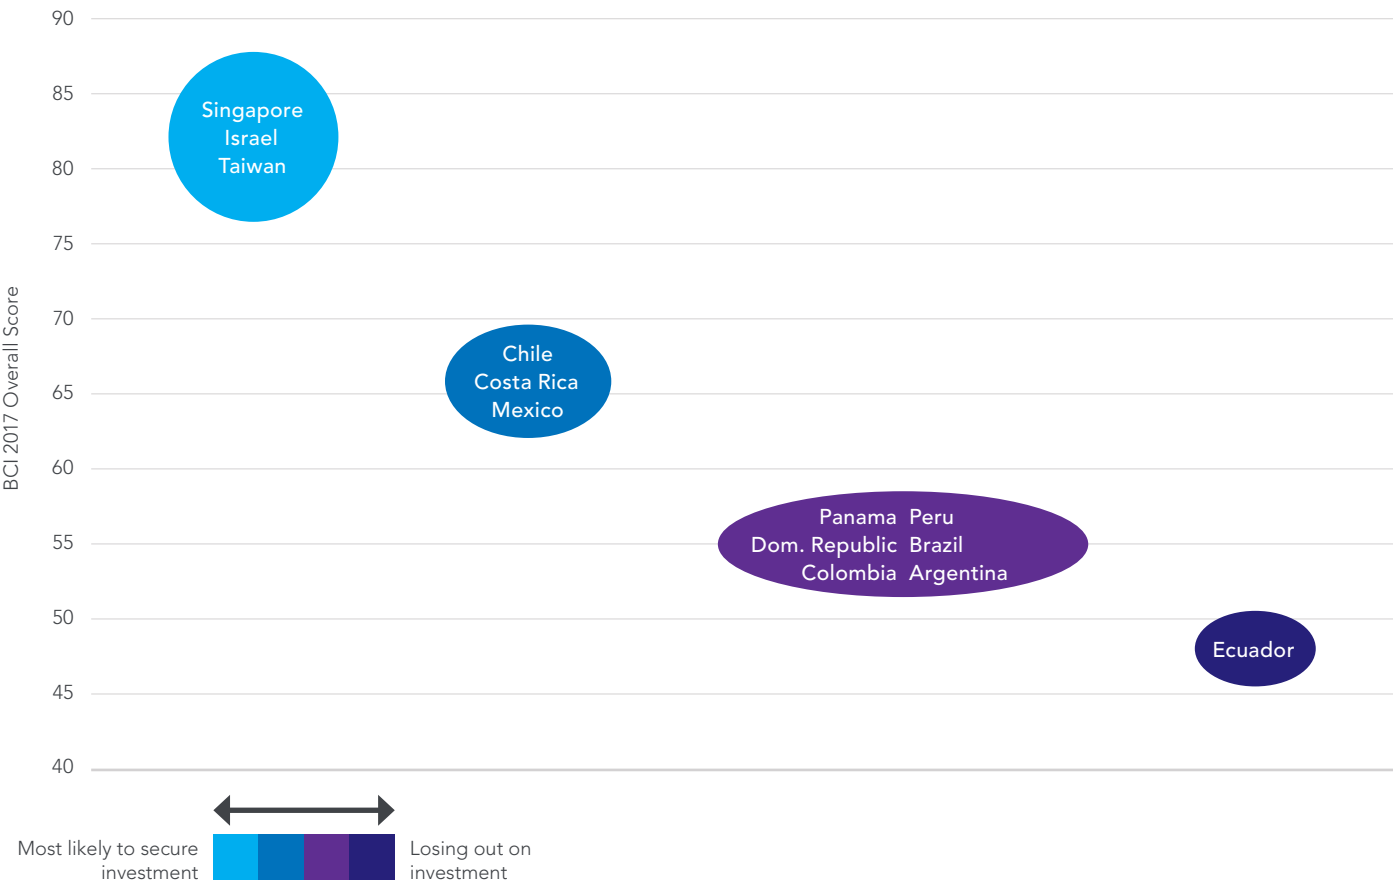 90
85
80
75
70
65
60
55
50
45
40
BCI 2017 Overall Score
Singapore
Israel
Taiwan
Chile
Costa Rica
Mexico
Panama Peru
Dom. Republic Brazil
Colombia Argentina
Ecuador
Most likely to secure
investment
Losing out on
investment